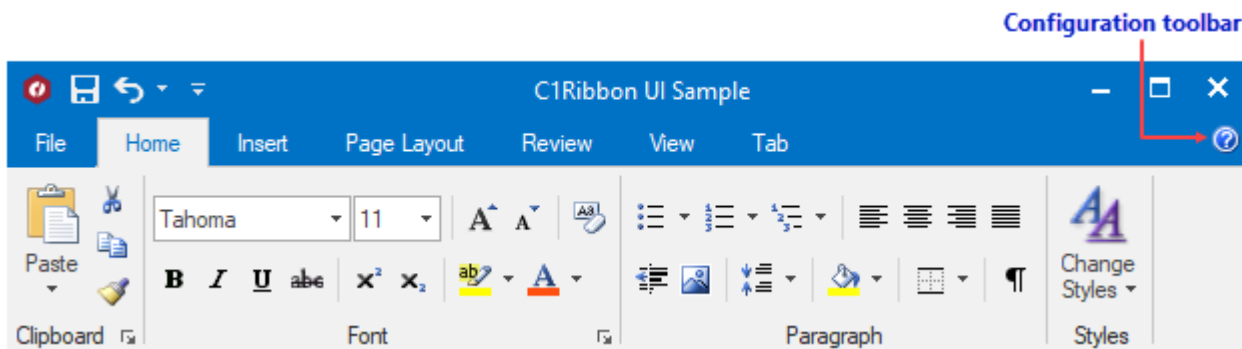 Configuration toolbar
C1Ribbon UI Sample
File Home Insert Page Layout Review View Tab
Tahoma 11
Paste
Change
Styles
Clipboard Font Paragraph Styles